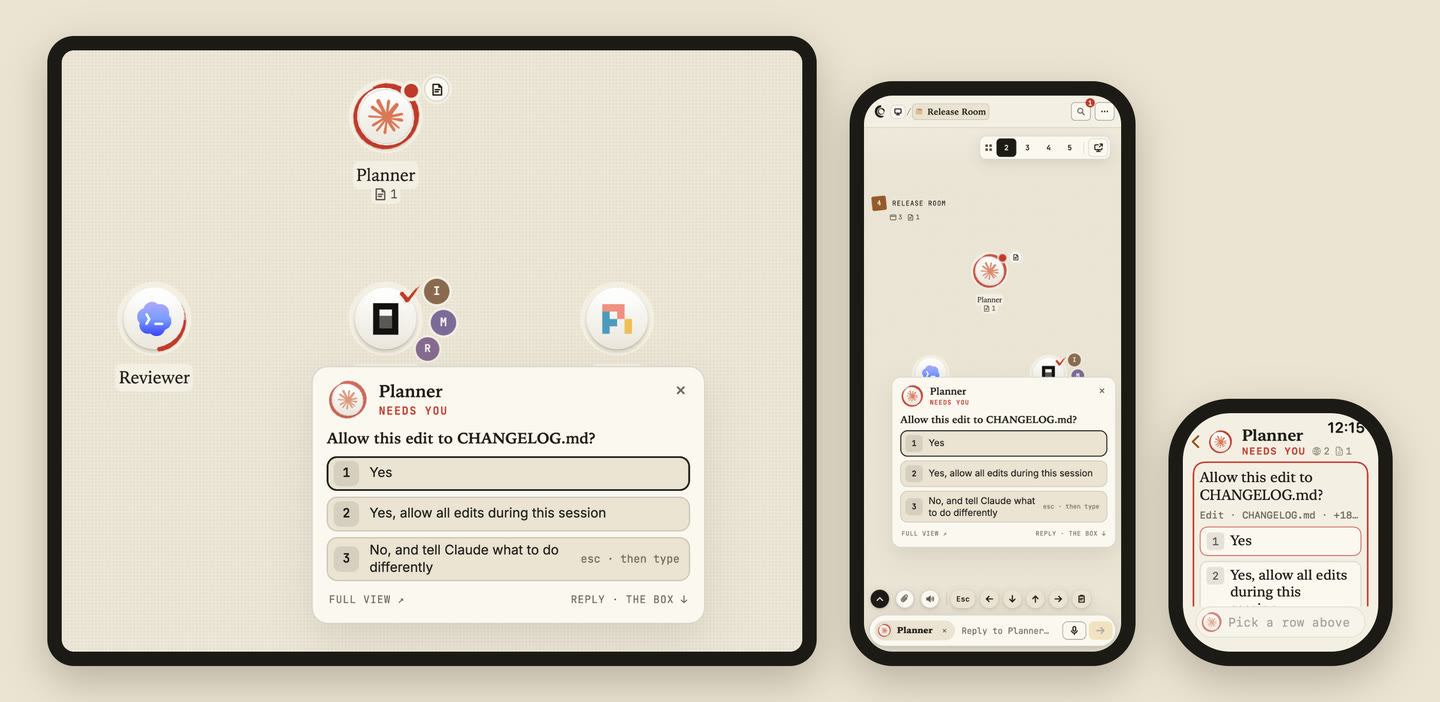 Planner
1
I
M
R
Reviewer
Planner
NEEDS YOU
×
Allow this edit to CHANGELOG.md?
1 Yes
2 Yes, allow all edits during this session
3 No, and tell Claude what to do
differently
esc · then type
FULL VIEW ↗
REPLY · THE BOX ↓
/ Release Room
1
2 3 4 5
4 RELEASE ROOM
3 1
Planner
1
I
M
Planner
NEEDS YOU
×
Allow this edit to CHANGELOG.md?
1 Yes
2 Yes, allow all edits during this session
3 No, and tell Claude what
to do differently
esc · then type
FULL VIEW ↗
REPLY · THE BOX ↓
Esc ← ↓ ↑ →
Planner × Reply to Planner…
12:15
Planner
NEEDS YOU 2 1
Allow this edit to
CHANGELOG.md?
Edit · CHANGELOG.md · +18…
1 Yes
2 Yes, allow all edits
during this
Pick a row above